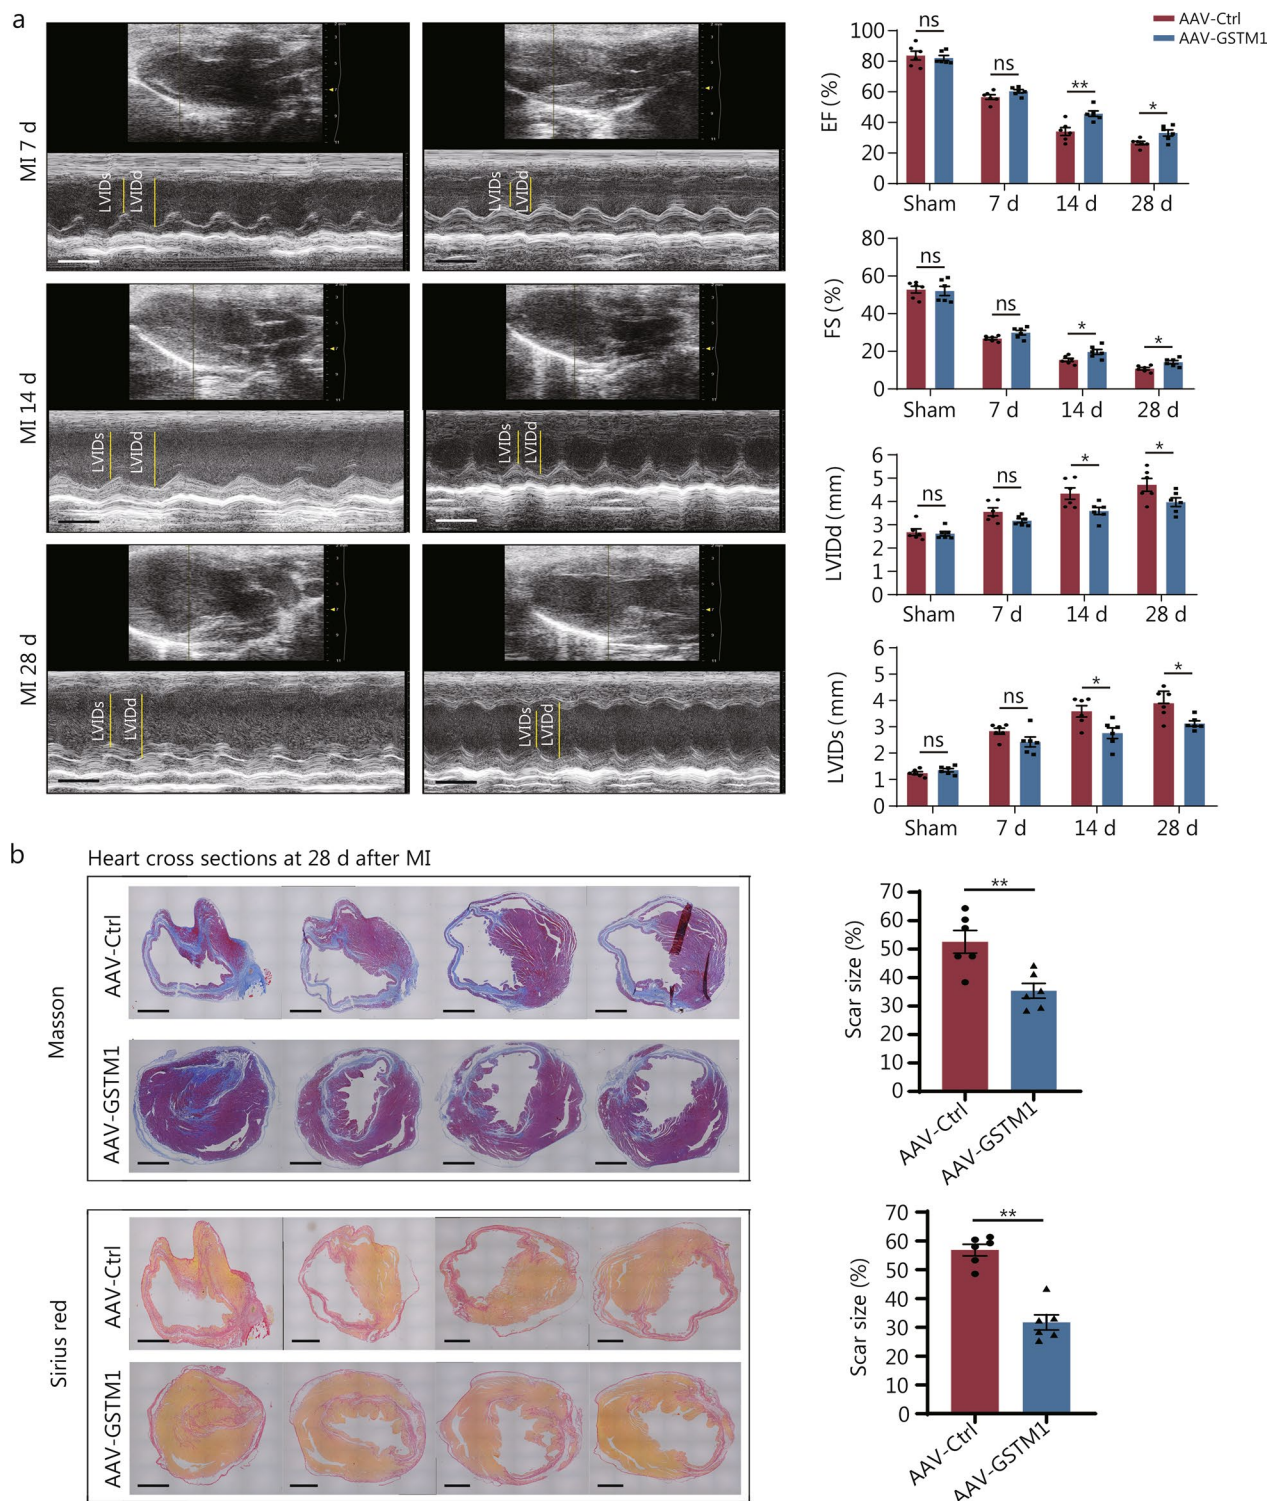 a
MI 7 d
LVIDs
LVIDd
LVIDs
LVIDd
MI 14 d
LVIDs
LVIDd
LVIDs
LVIDd
MI 28 d
LVIDs
LVIDd
LVIDs
LVIDd
AAV-Ctrl
AAV-GSTM1
EF (%)
100
80
60
40
20
0
ns
ns
**
*
Sham 7 d 14 d 28 d
FS (%)
80
60
40
20
0
ns
ns
*
*
Sham 7 d 14 d 28 d
LVIDd (mm)
6
5
4
3
2
1
0
ns
ns
*
*
Sham 7 d 14 d 28 d
LVIDs (mm)
6
5
4
3
2
1
0
ns
ns
*
*
Sham 7 d 14 d 28 d
b
Heart cross sections at 28 d after MI
Masson
AAV-Ctrl
AAV-GSTM1
Scar size (%)
70
60
50
40
30
20
10
0
**
AAV-Ctrl
AAV-GSTM1
Sirius red
AAV-Ctrl
AAV-GSTM1
Scar size (%)
70
60
50
40
30
20
10
0
**
AAV-Ctrl
AAV-GSTM1